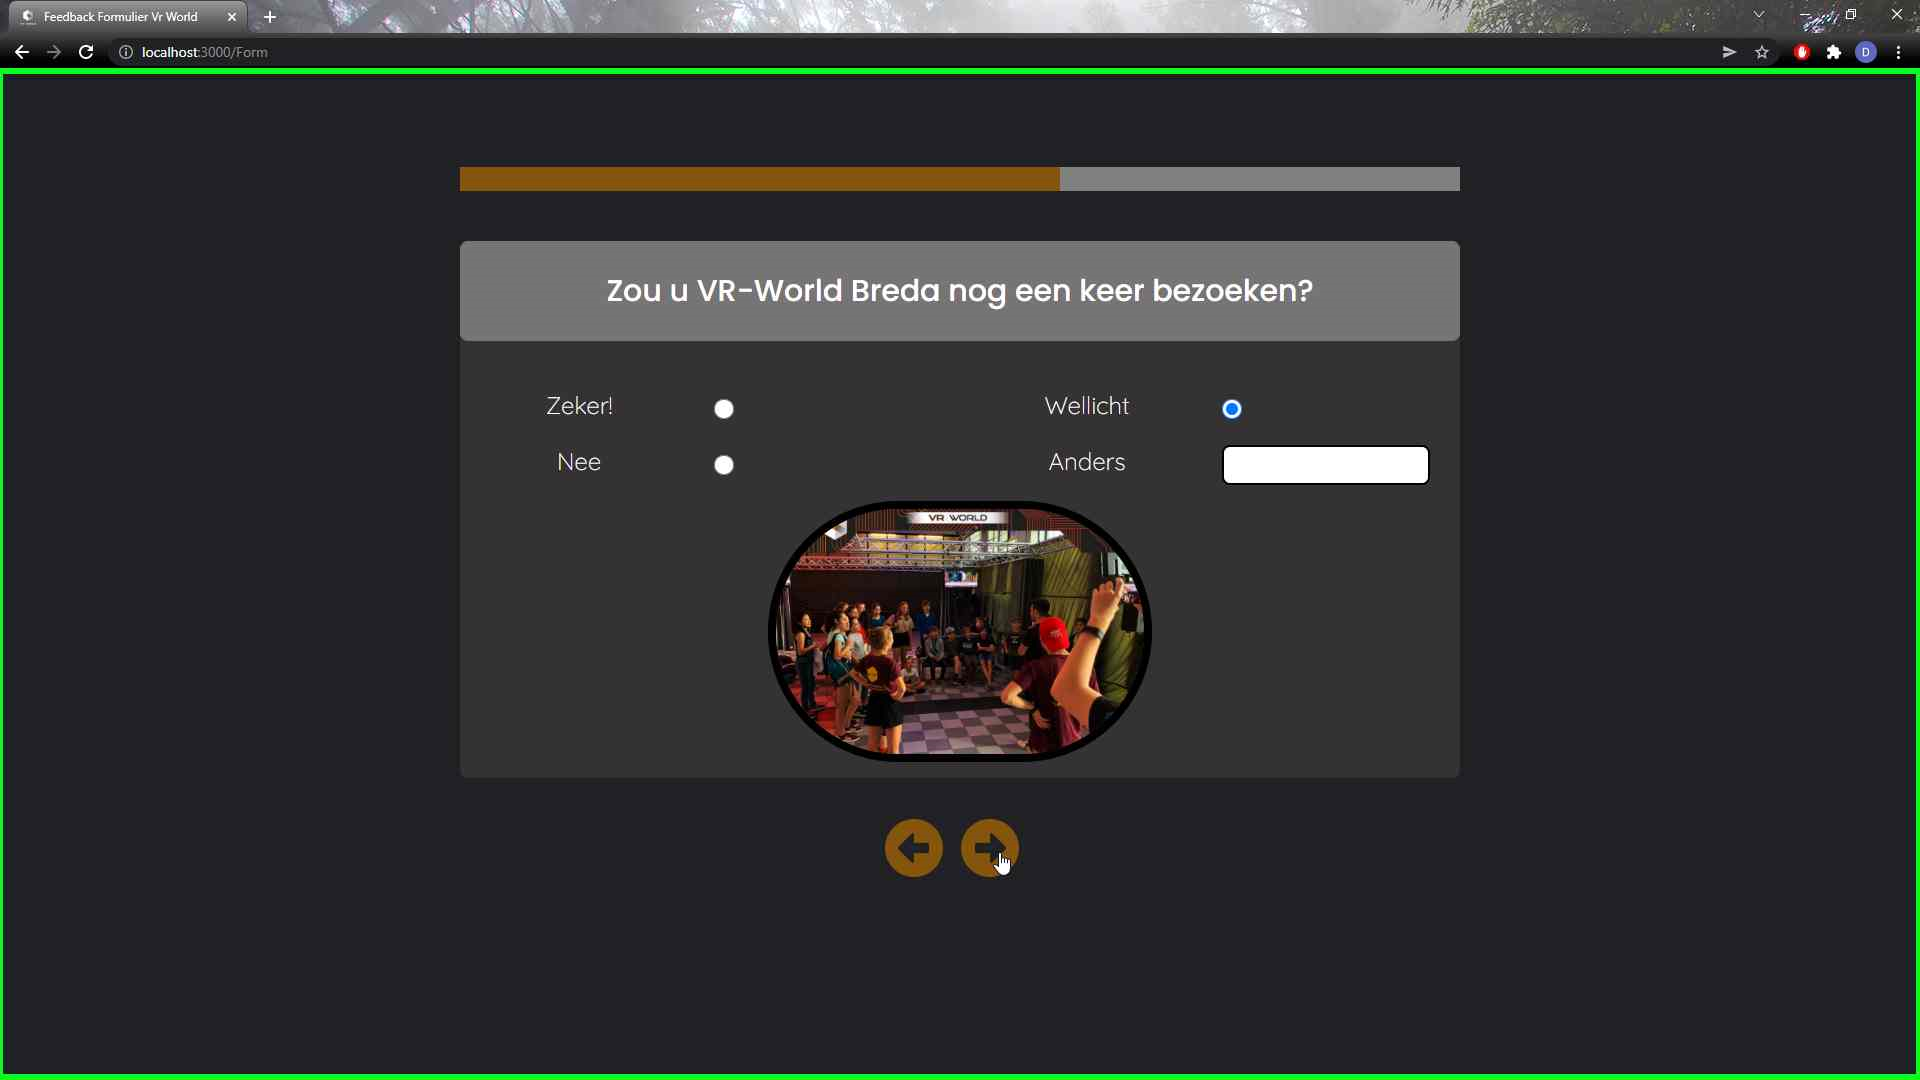 Feedback Formulier Vr World
localhost:3000/Form
D
Zou u VR-World Breda nog een keer bezoeken?
Zeker!
Wellicht
Nee
Anders
VR WORLD